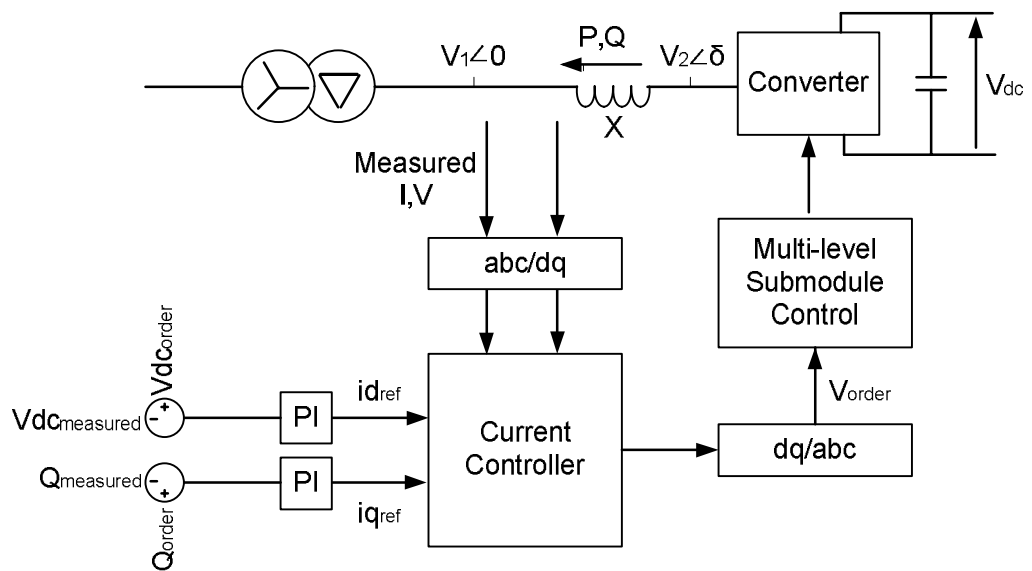 V1∠0
P,Q
V2∠δ
X
Converter
Vdc
Measured
I,V
abc/dq
Multi-level
Submodule
Control
Vorder
dq/abc
Current
Controller
Vdcorder
Vdcmeasured
-
+
PI
idref
Qmeasured
-
+
PI
iqref
Qorder